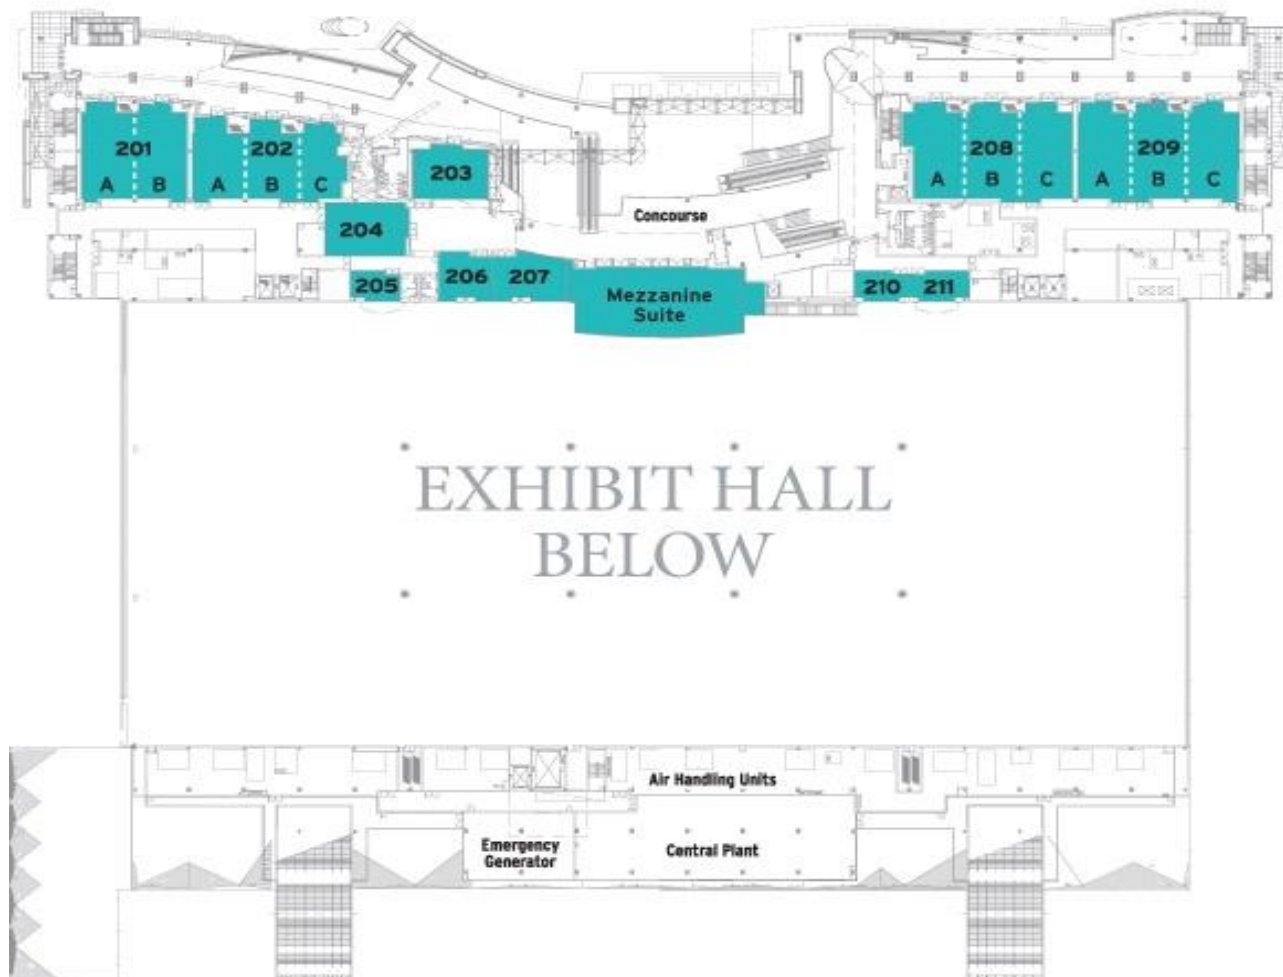 201
A B
202
A B C
203
208
A B C
209
A B C
204
Concourse
205
206
207
Mezzanine
Suite
210
211
EXHIBIT HALL
BELOW
Air Handling Units
Emergency
Generator
Central Plant